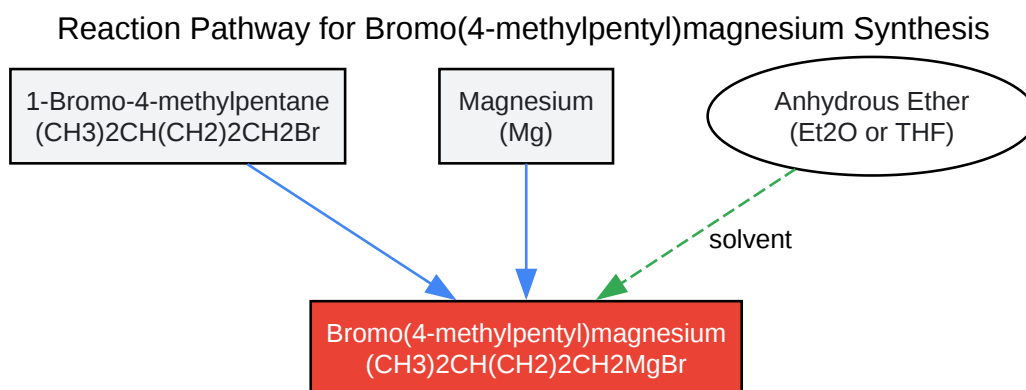 Reaction Pathway for Bromo(4-methylpentyl)magnesium Synthesis
1-Bromo-4-methylpentane
(CH3)2CH(CH2)2CH2Br
Magnesium
(Mg)
Anhydrous Ether
(Et2O or THF)
solvent
Bromo(4-methylpentyl)magnesium
(CH3)2CH(CH2)2CH2MgBr